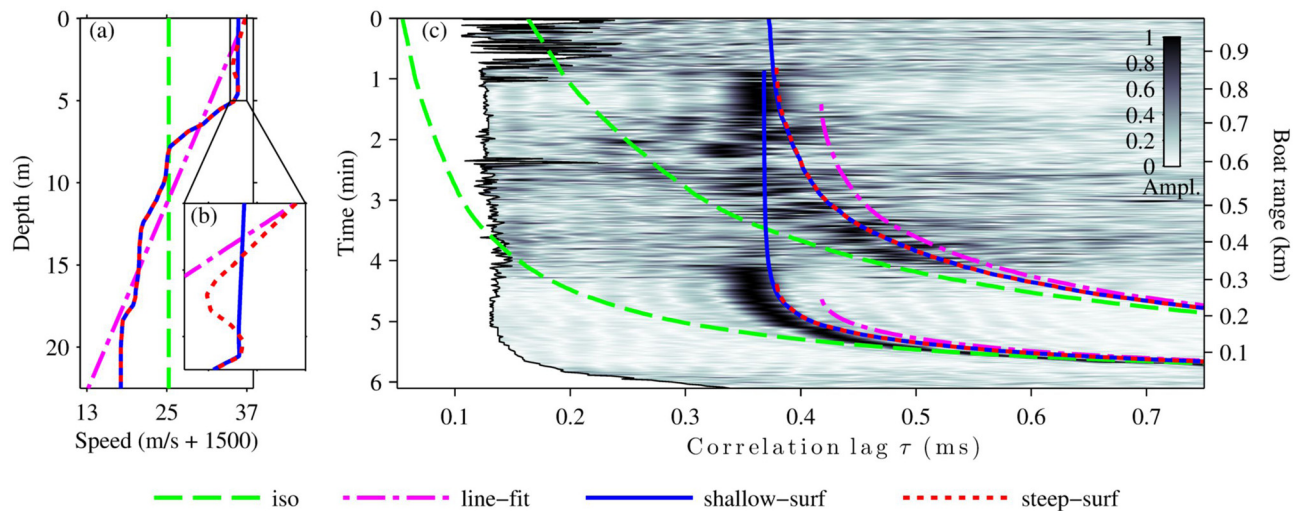 (a)
0
5
10
15
20
Depth (m)
13 25 37
Speed (m/s + 1500)
(b)
(c)
0
1
2
3
4
5
6
Time (min)
0.1 0.2 0.3 0.4 0.5 0.6 0.7
Correlation lag τ (ms)
1
0.8
0.6
0.4
0.2
0
Ampl.
0.9
0.8
0.7
0.6
0.5
0.4
0.3
0.2
0.1
Boat range (km)
iso line−fit shallow−surf steep−surf